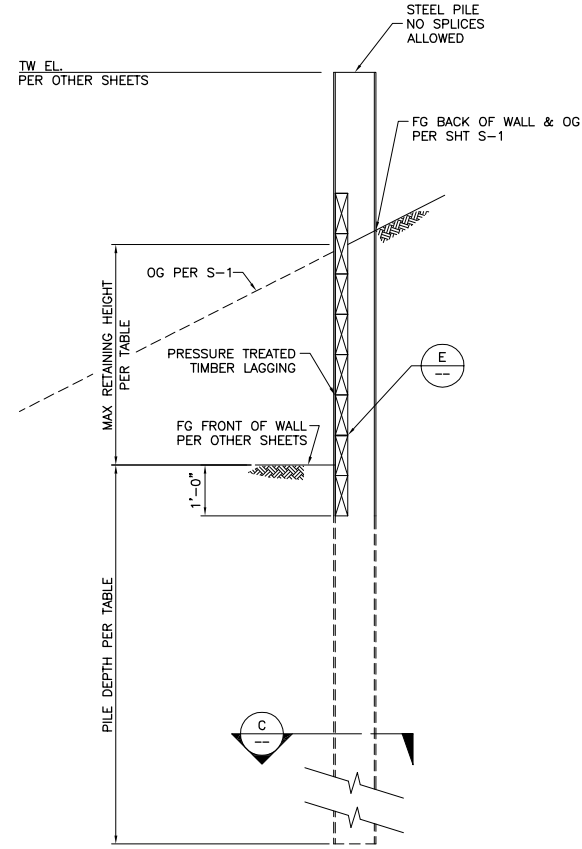 STEEL PILE
NO SPLICES
ALLOWED
TW EL.
PER OTHER SHEETS
FG BACK OF WALL & OG
PER SHT S-1
OG PER S-1
MAX RETAINING HEIGHT
PER TABLE
PRESSURE TREATED
TIMBER LAGGING
E
--
FG FRONT OF WALL
PER OTHER SHEETS
1'-0"
PILE DEPTH PER TABLE
C
--